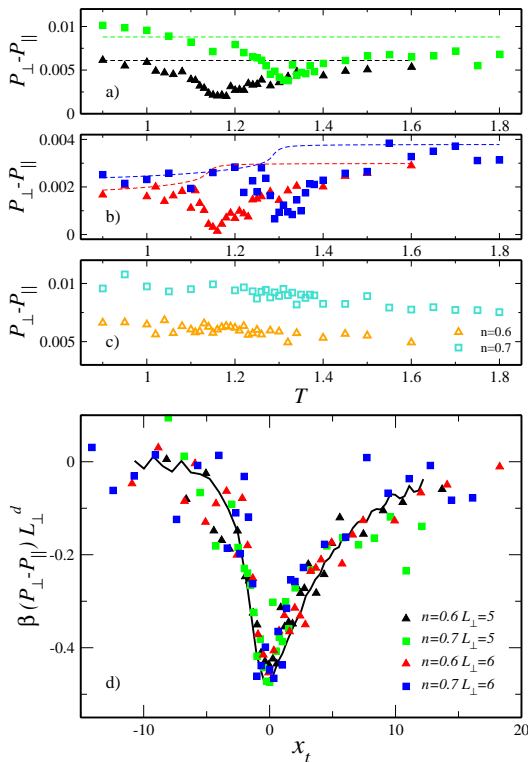 0.01
0.005
0
P⊥-P∥
a)
1 1.2 1.4 1.6 1.8
0.004
0.002
0
P⊥-P∥
b)
1 1.2 1.4 1.6 1.8
0.01
0.005
P⊥-P∥
c)
n=0.6
n=0.7
1 1.2 1.4 1.6 1.8
T
0
-0.2
-0.4
β (P⊥-P∥) L⊥^d
d)
n=0.6 L⊥=5
n=0.7 L⊥=5
n=0.6 L⊥=6
n=0.7 L⊥=6
-10 0 10 20
x_t